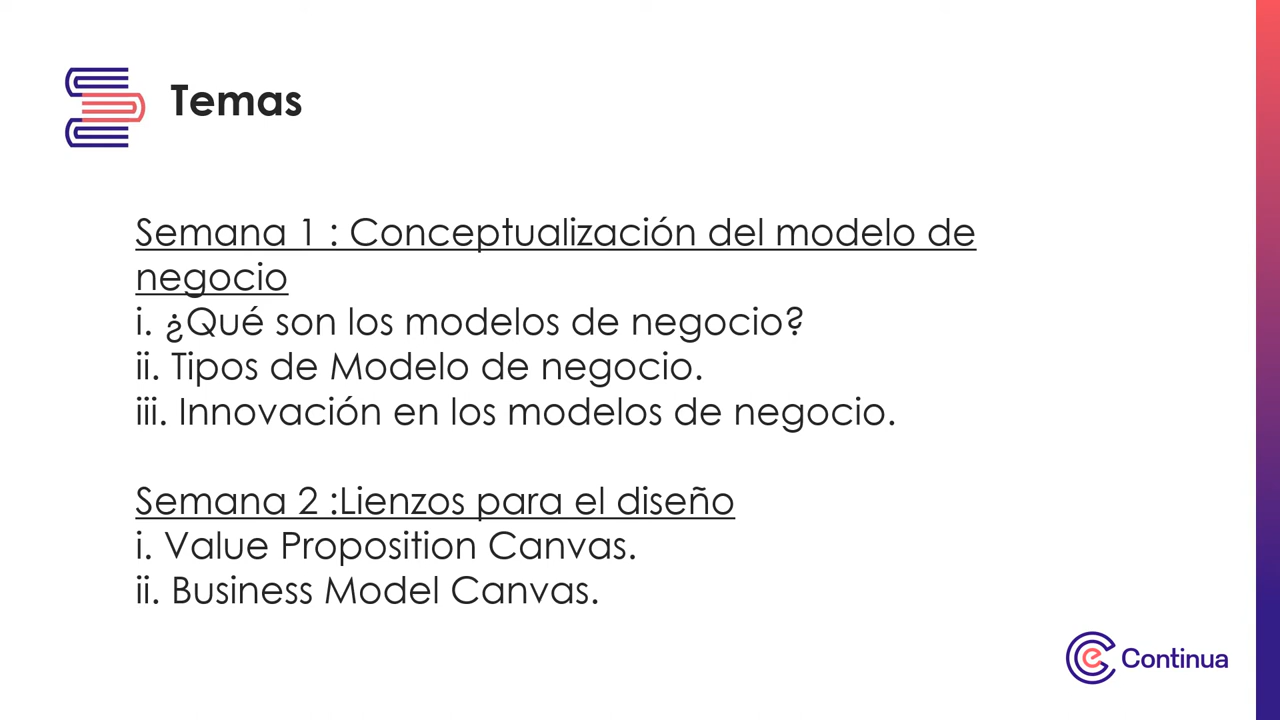 Temas
Semana 1 : Conceptualización del modelo de
negocio
i. ¿Qué son los modelos de negocio?
ii. Tipos de Modelo de negocio.
iii. Innovación en los modelos de negocio.
Semana 2 :Lienzos para el diseño
i. Value Proposition Canvas.
ii. Business Model Canvas.
e Continua